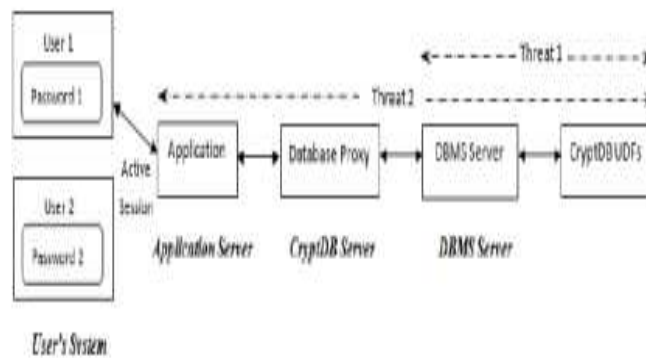 User 1
Password 1
User 2
Password 2
User's System
Active
Session
Threat 1
Threat 2
Application
Database Proxy
DBMS Server
CryptDB UDFs
Application Server
CryptDB Server
DBMS Server